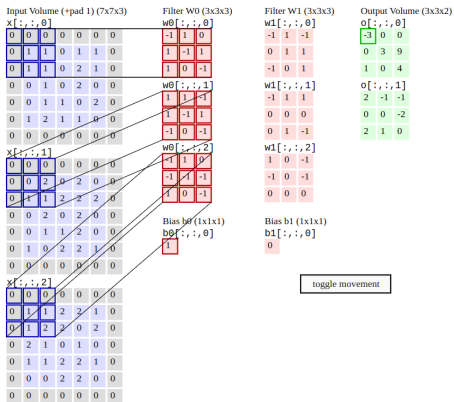 Input Volume (+pad 1) (7x7x3)
x[:,:,0]
0 0 0 0 0 0 0
0 1 1 0 1 1 0
0 1 1 0 2 1 0
0 0 1 0 2 0 0
0 0 1 1 0 2 0
0 1 2 1 1 0 0
0 0 0 0 0 0 0
x[:,:,1]
0 0 0 0 0 0 0
0 0 2 0 2 0 0
0 1 1 2 2 2 0
0 0 2 0 2 0 0
0 0 1 1 2 0 0
0 1 0 2 2 1 0
0 0 0 0 0 0 0
x[:,:,2]
0 0 0 0 0 0 0
0 1 1 2 2 1 0
0 1 2 2 0 2 0
0 2 1 0 1 0 0
0 1 1 2 2 1 0
0 0 0 2 2 0 0
0 0 0 0 0 0 0
Filter W0 (3x3x3)
w0[:,:,0]
-1 1 0
1 -1 1
1 0 -1
w0[:,:,1]
1 1 -1
1 -1 1
-1 0 -1
w0[:,:,2]
-1 1 0
-1 -1 -1
1 0 -1
Bias b0 (1x1x1)
b0[:,:,0]
1
Filter W1 (3x3x3)
w1[:,:,0]
-1 1 -1
0 1 1
-1 0 1
w1[:,:,1]
-1 1 1
0 0 0
0 1 -1
w1[:,:,2]
1 0 -1
-1 0 -1
0 0 0
Bias b1 (1x1x1)
b1[:,:,0]
0
Output Volume (3x3x2)
o[:,:,0]
-3 0 0
0 3 9
1 0 4
o[:,:,1]
2 -1 -1
0 0 -2
2 1 0
toggle movement